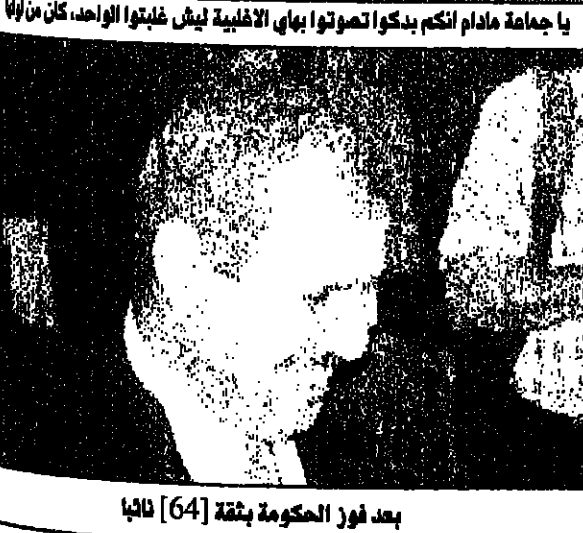 يا جماعة مادام انكم بدكوا تصوتوا بهاي الاغلبية ليش غلبتوا الواحد، كان من اولها
بعد فوز الحكومة بثقة [64] نائبا